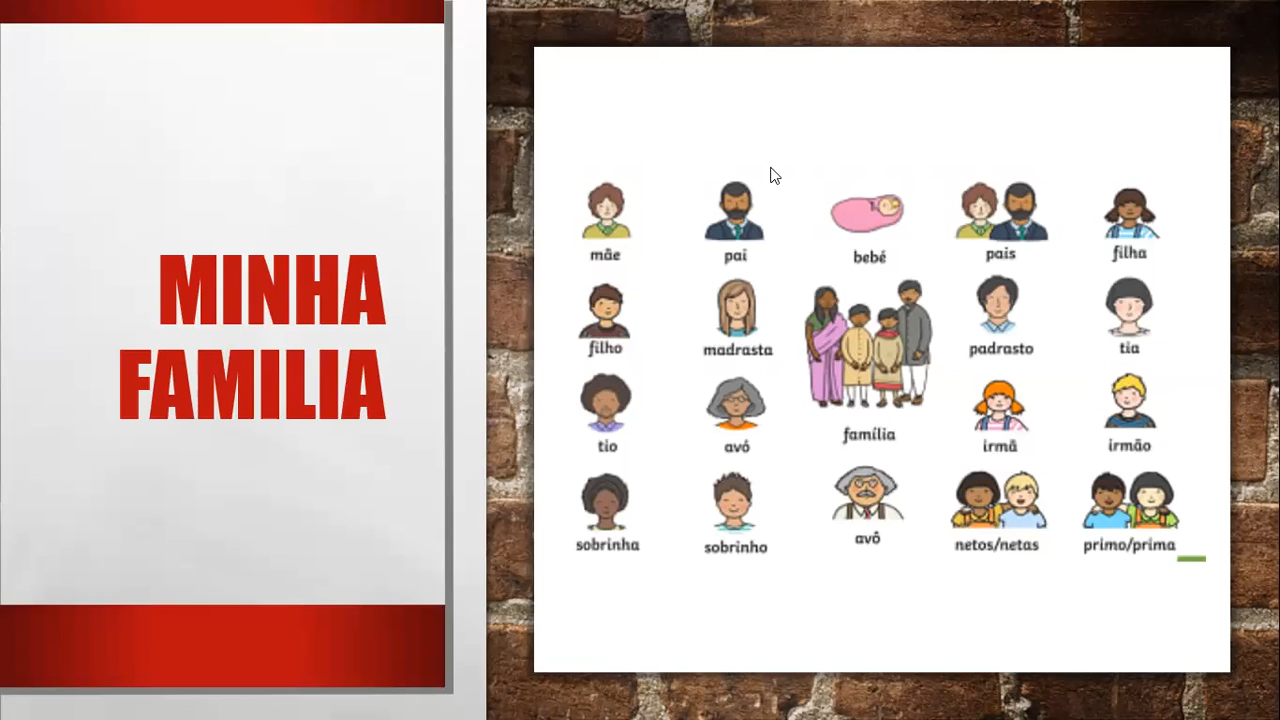 MINHA
FAMILIA
mãe
pai
bebé
pais
filha
filho
madrasta
padrasto
tia
tio
avó
família
irmã
irmão
sobrinha
sobrinho
avô
netos/netas
primo/prima